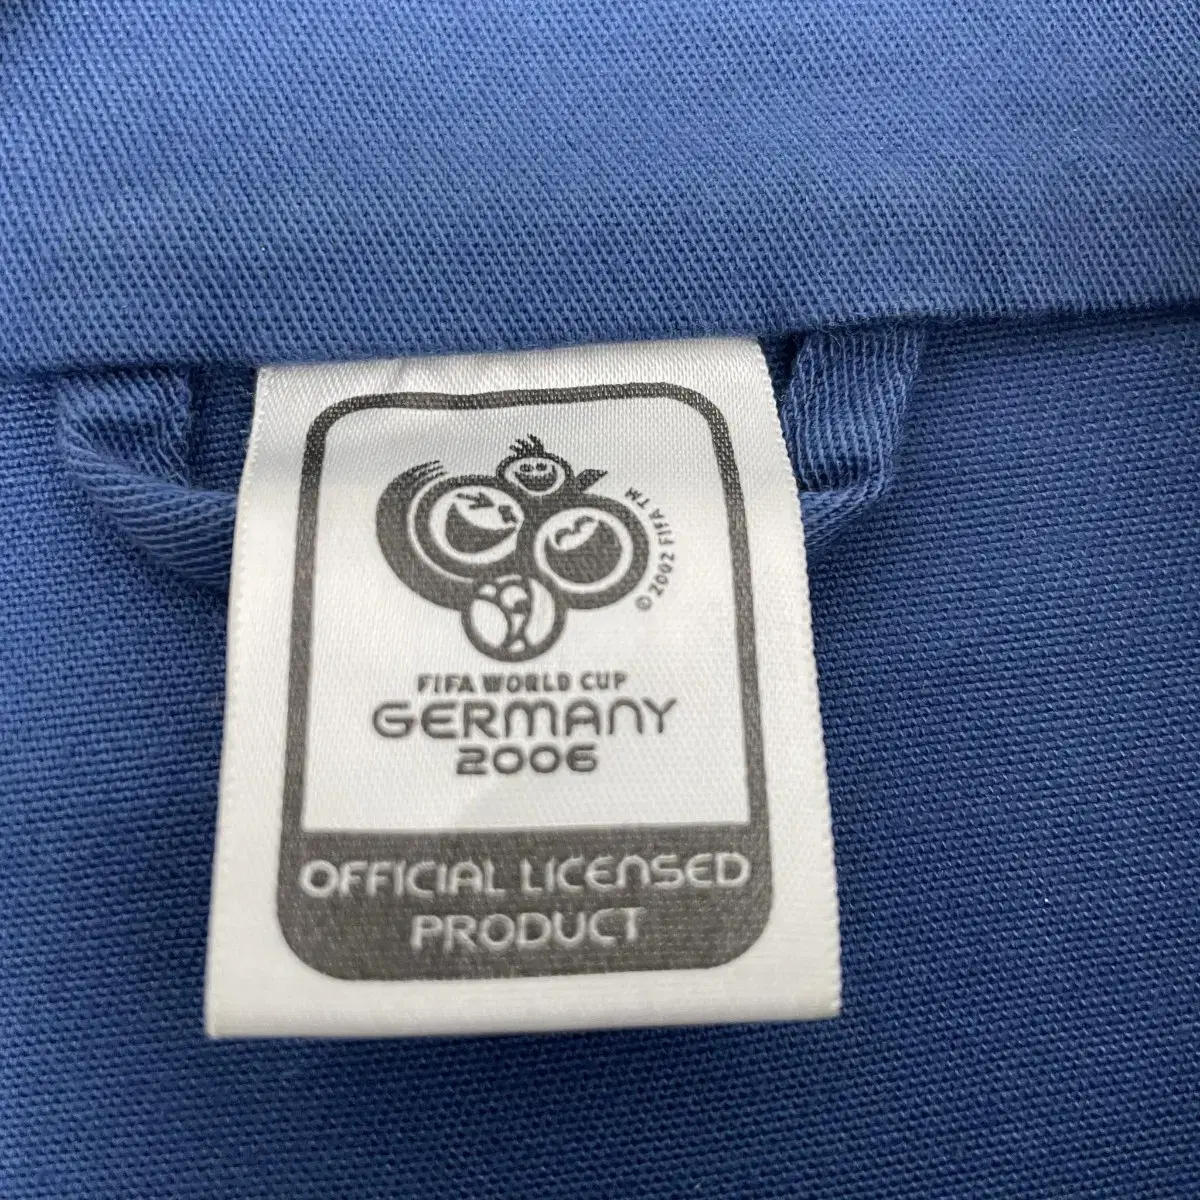 © 2002 FIFA TM
FIFA WORLD CUP
GERMANY
2006
OFFICIAL LICENSED
PRODUCT